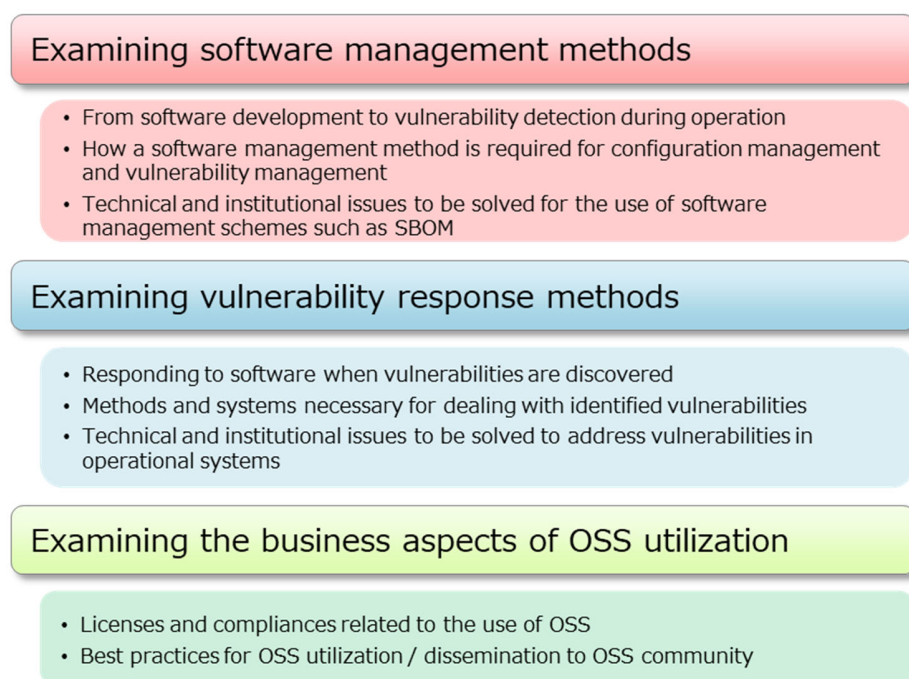 Examining software management methods
• From software development to vulnerability detection during operation
• How a software management method is required for configuration management
and vulnerability management
• Technical and institutional issues to be solved for the use of software
management schemes such as SBOM
Examining vulnerability response methods
• Responding to software when vulnerabilities are discovered
• Methods and systems necessary for dealing with identified vulnerabilities
• Technical and institutional issues to be solved to address vulnerabilities in
operational systems
Examining the business aspects of OSS utilization
• Licenses and compliances related to the use of OSS
• Best practices for OSS utilization / dissemination to OSS community